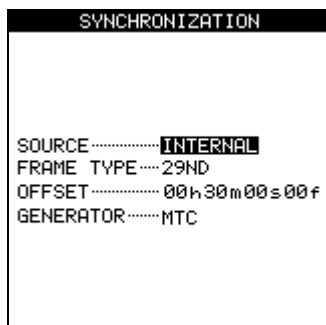 SYNCHRONIZATION
SOURCE·············INTERNAL
FRAME TYPE····29ND
OFFSET·············00h30m00s00f
GENERATOR······MTC